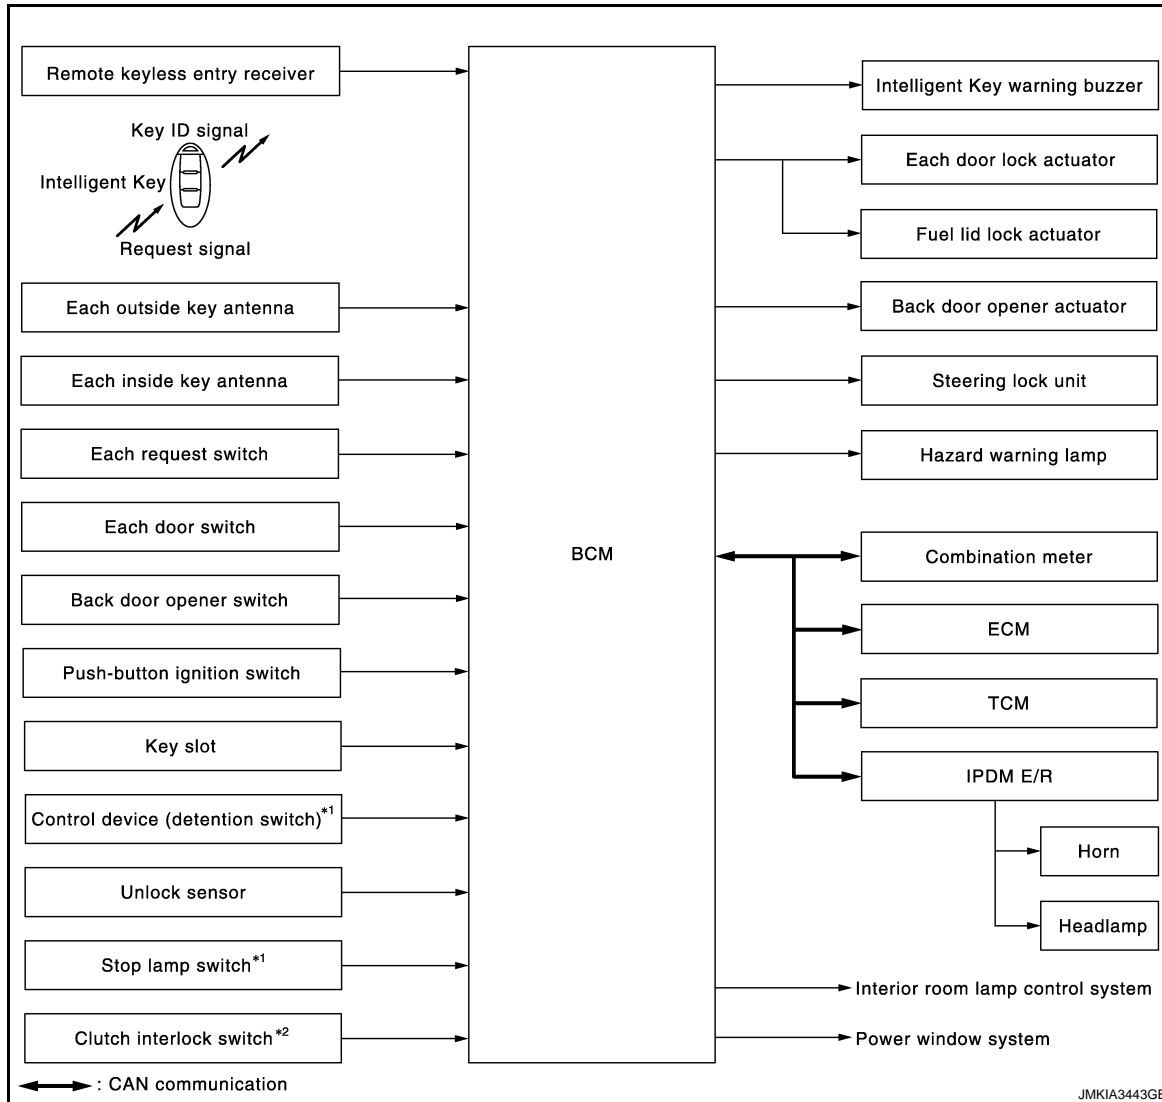 Remote keyless entry receiver
Key ID signal
Intelligent Key
Request signal
Each outside key antenna
Each inside key antenna
Each request switch
Each door switch
Back door opener switch
Push-button ignition switch
Key slot
Control device (detention switch)*1
Unlock sensor
Stop lamp switch*1
Clutch interlock switch*2
: CAN communication
BCM
Intelligent Key warning buzzer
Each door lock actuator
Fuel lid lock actuator
Back door opener actuator
Steering lock unit
Hazard warning lamp
Combination meter
ECM
TCM
IPDM E/R
Horn
Headlamp
Interior room lamp control system
Power window system